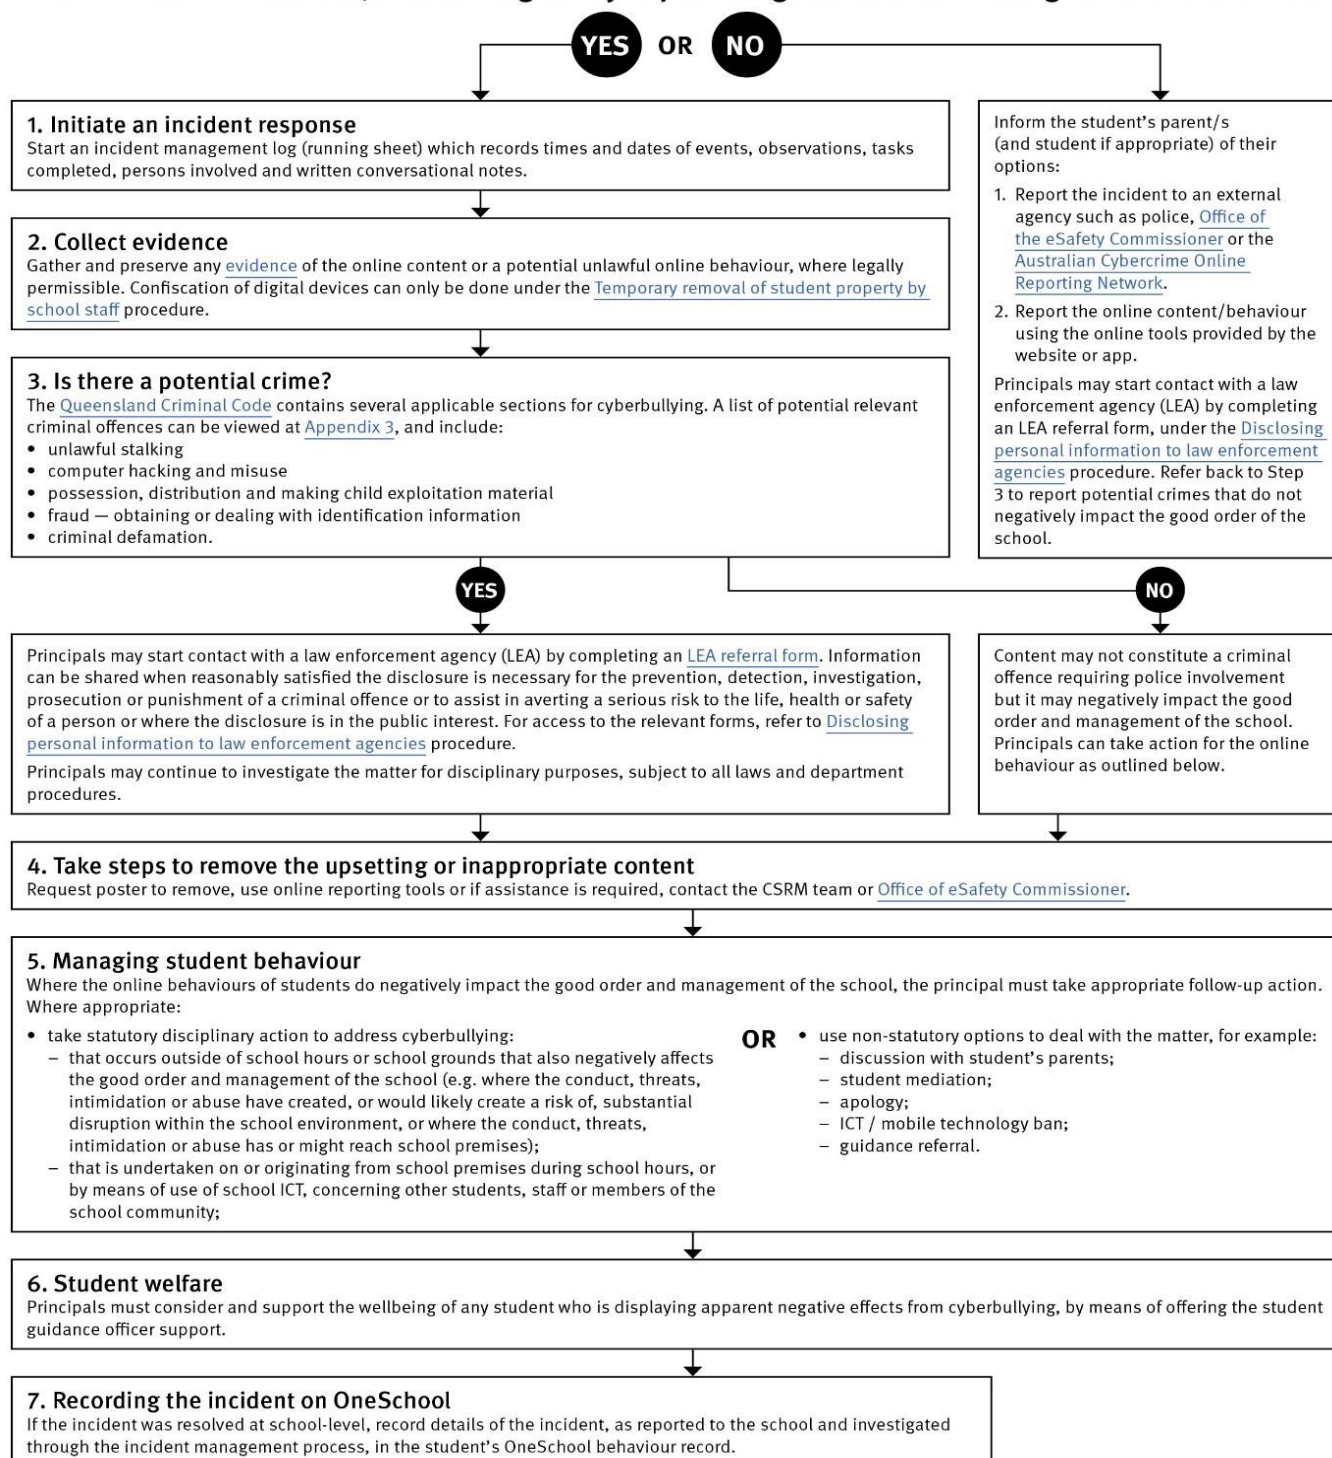 YES OR NO
1. Initiate an incident response
Start an incident management log (running sheet) which records times and dates of events, observations, tasks
completed, persons involved and written conversational notes.
2. Collect evidence
Gather and preserve any evidence of the online content or a potential unlawful online behaviour, where legally
permissible. Confiscation of digital devices can only be done under the Temporary removal of student property by
school staff procedure.
3. Is there a potential crime?
The Queensland Criminal Code contains several applicable sections for cyberbullying. A list of potential relevant
criminal offences can be viewed at Appendix 3, and include:
• unlawful stalking
• computer hacking and misuse
• possession, distribution and making child exploitation material
• fraud — obtaining or dealing with identification information
• criminal defamation.
Inform the student's parent/s
(and student if appropriate) of their
options:
1. Report the incident to an external
agency such as police, Office of
the eSafety Commissioner or the
Australian Cybercrime Online
Reporting Network.
2. Report the online content/behaviour
using the online tools provided by the
website or app.
Principals may start contact with a law
enforcement agency (LEA) by completing
an LEA referral form, under the Disclosing
personal information to law enforcement
agencies procedure. Refer back to Step
3 to report potential crimes that do not
negatively impact the good order of the
school.
YES
NO
Principals may start contact with a law enforcement agency (LEA) by completing an LEA referral form. Information
can be shared when reasonably satisfied the disclosure is necessary for the prevention, detection, investigation,
prosecution or punishment of a criminal offence or to assist in averting a serious risk to the life, health or safety
of a person or where the disclosure is in the public interest. For access to the relevant forms, refer to Disclosing
personal information to law enforcement agencies procedure.
Principals may continue to investigate the matter for disciplinary purposes, subject to all laws and department
procedures.
Content may not constitute a criminal
offence requiring police involvement
but it may negatively impact the good
order and management of the school.
Principals can take action for the online
behaviour as outlined below.
4. Take steps to remove the upsetting or inappropriate content
Request poster to remove, use online reporting tools or if assistance is required, contact the CSRM team or Office of eSafety Commissioner.
5. Managing student behaviour
Where the online behaviours of students do negatively impact the good order and management of the school, the principal must take appropriate follow-up action.
Where appropriate:
• take statutory disciplinary action to address cyberbullying:
– that occurs outside of school hours or school grounds that also negatively affects
the good order and management of the school (e.g. where the conduct, threats,
intimidation or abuse have created, or would likely create a risk of, substantial
disruption within the school environment, or where the conduct, threats,
intimidation or abuse has or might reach school premises);
– that is undertaken on or originating from school premises during school hours, or
by means of use of school ICT, concerning other students, staff or members of the
school community;
OR
• use non-statutory options to deal with the matter, for example:
– discussion with student's parents;
– student mediation;
– apology;
– ICT / mobile technology ban;
– guidance referral.
6. Student welfare
Principals must consider and support the wellbeing of any student who is displaying apparent negative effects from cyberbullying, by means of offering the student
guidance officer support.
7. Recording the incident on OneSchool
If the incident was resolved at school-level, record details of the incident, as reported to the school and investigated
through the incident management process, in the student's OneSchool behaviour record.